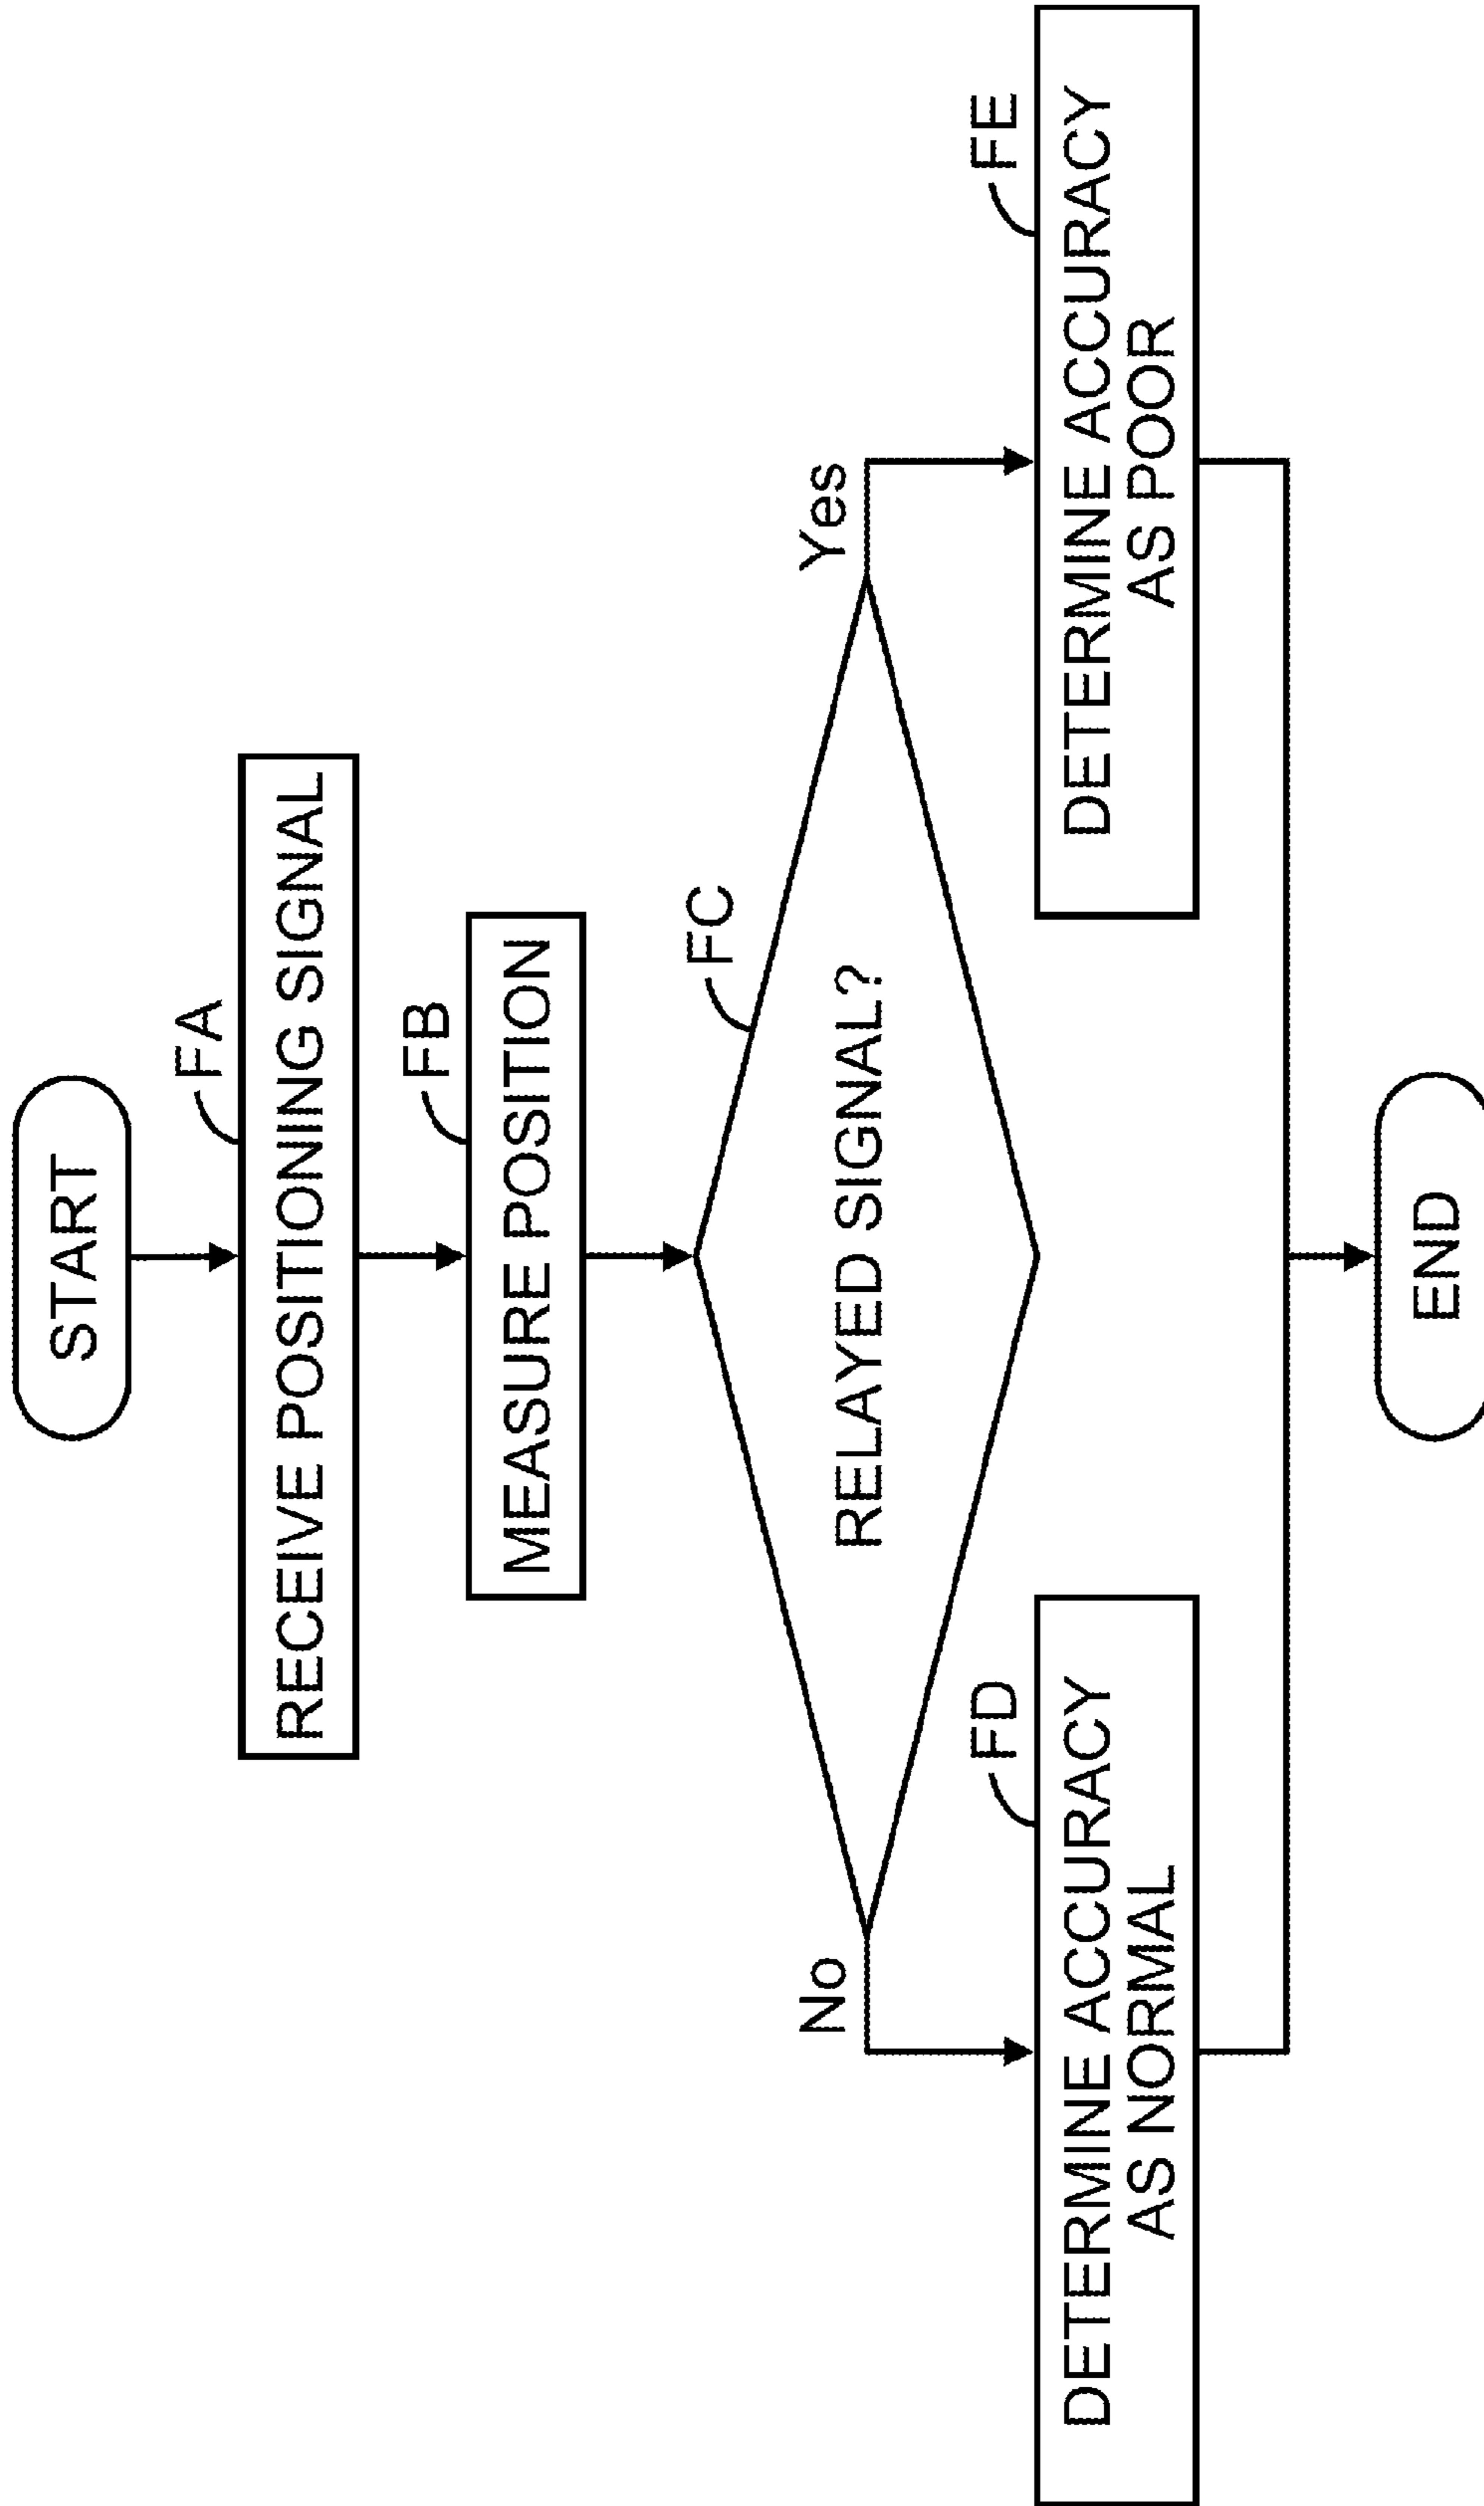 START
FA
RECEIVE POSITIONING SIGNAL
FB
MEASURE POSITION
FC
RELAYED SIGNAL?
No
Yes
FD
DETERMINE ACCURACY
AS NORMAL
FE
DETERMINE ACCURACY
AS POOR
END